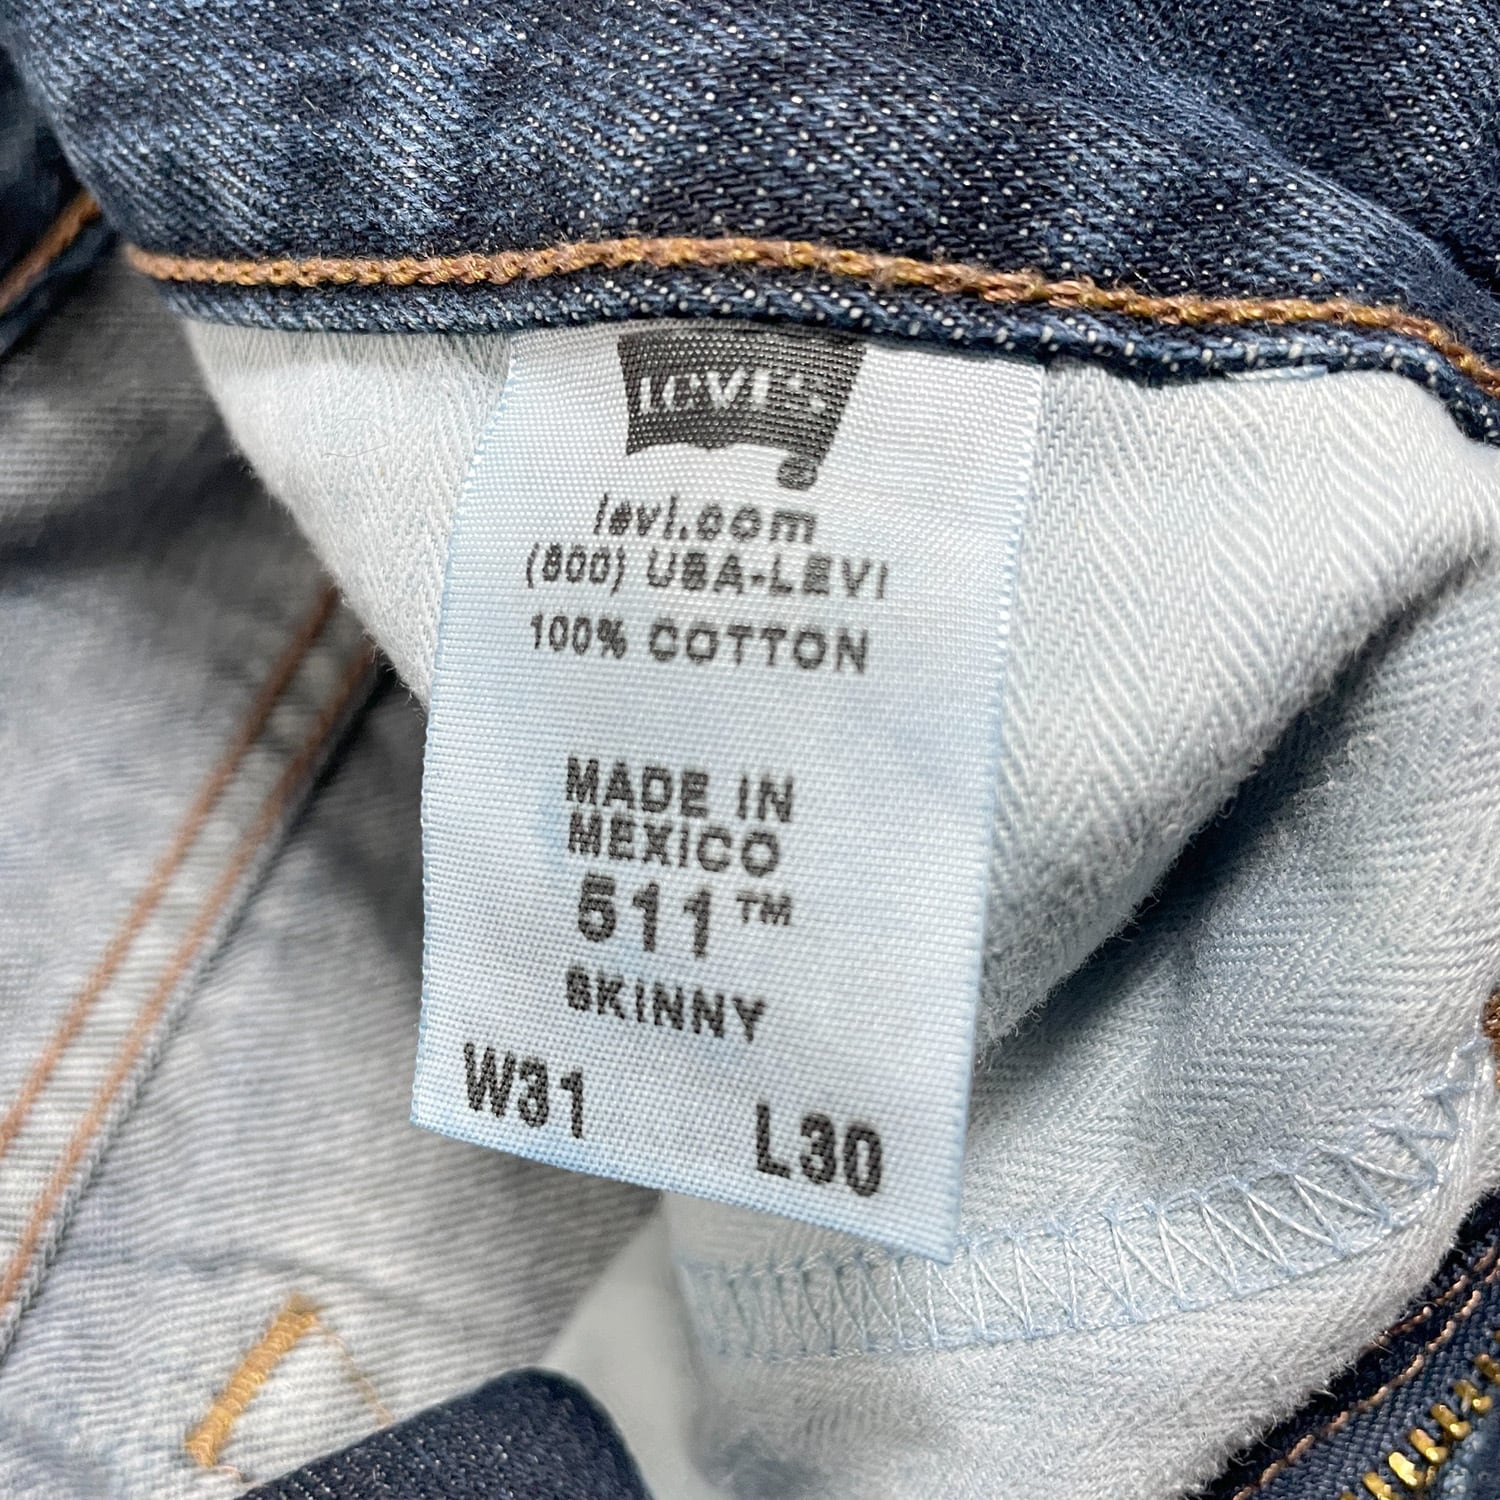 LEVI'S
levi.com
(800) USA-LEVI
100% COTTON
MADE IN
MEXICO
511™
SKINNY
W31 L30